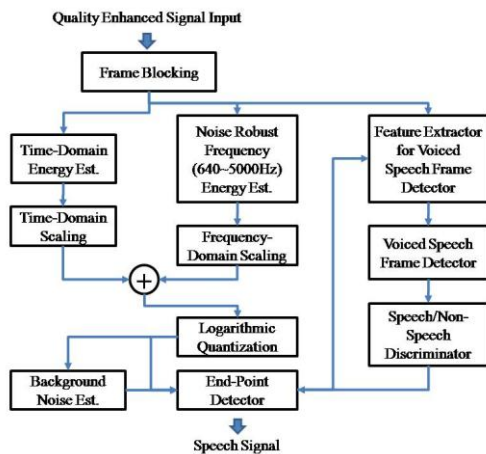 Quality Enhanced Signal Input
Frame Blocking
Time-Domain
Energy Est.
Noise Robust
Frequency
(640~5000Hz)
Energy Est.
Feature Extractor
for Voiced
Speech Frame
Detector
Time-Domain
Scaling
Frequency-
Domain Scaling
Voiced Speech
Frame Detector
+
Logarithmic
Quantization
Speech/Non-
Speech
Discriminator
Background
Noise Est.
End-Point
Detector
Speech Signal